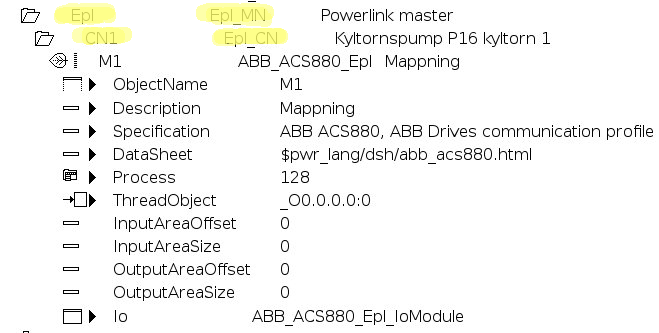 Epl Epl_MN Powerlink master
CN1 Epl_CN Kyltornspump P16 kyltorn 1
M1 ABB_ACS880_Epl Mappning
ObjectName M1
Description Mappning
Specification ABB ACS880, ABB Drives communication profile
DataSheet $pwr_lang/dsh/abb_acs880.html
Process 128
ThreadObject _O0.0.0.0:0
InputAreaOffset 0
InputAreaSize 0
OutputAreaOffset 0
OutputAreaSize 0
Io ABB_ACS880_Epl_IoModule